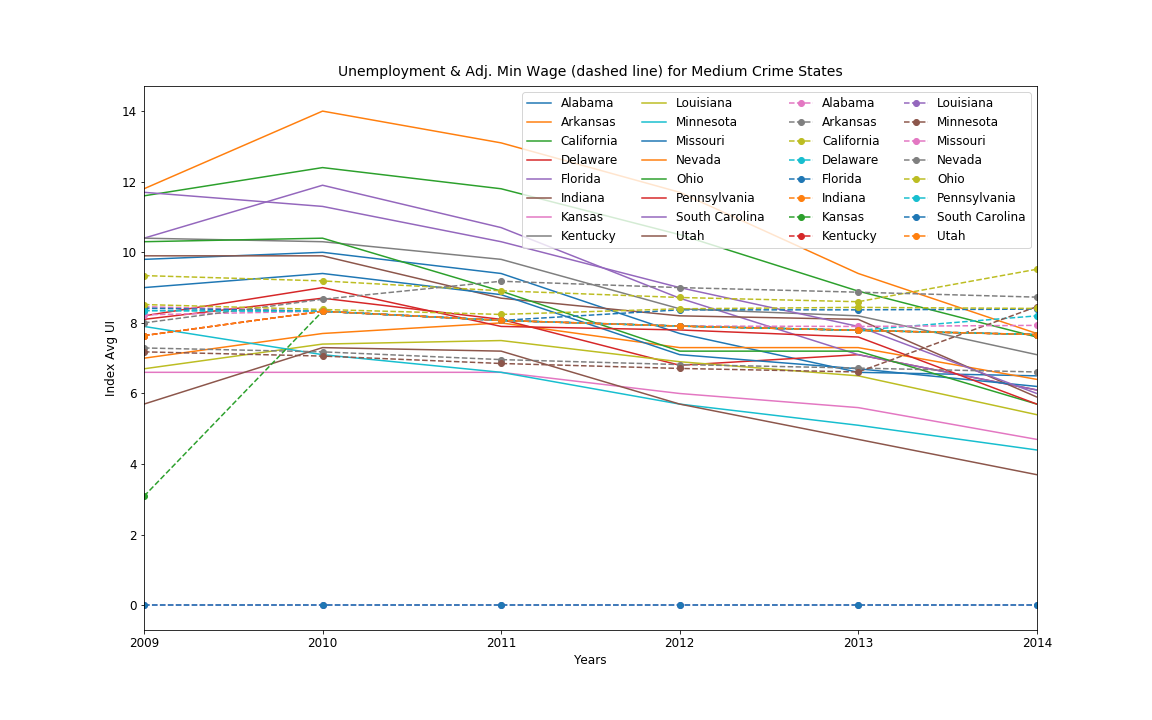 Unemployment & Adj. Min Wage (dashed line) for Medium Crime States
Alabama Louisiana Alabama Louisiana
Arkansas Minnesota Arkansas Minnesota
California Missouri California Missouri
Delaware Nevada Delaware Nevada
Florida Ohio Florida Ohio
Indiana Pennsylvania Indiana Pennsylvania
Kansas South Carolina Kansas South Carolina
Kentucky Utah Kentucky Utah
14
12
10
8
6
4
2
0
Index Avg UI
2009 2010 2011 2012 2013 2014
Years